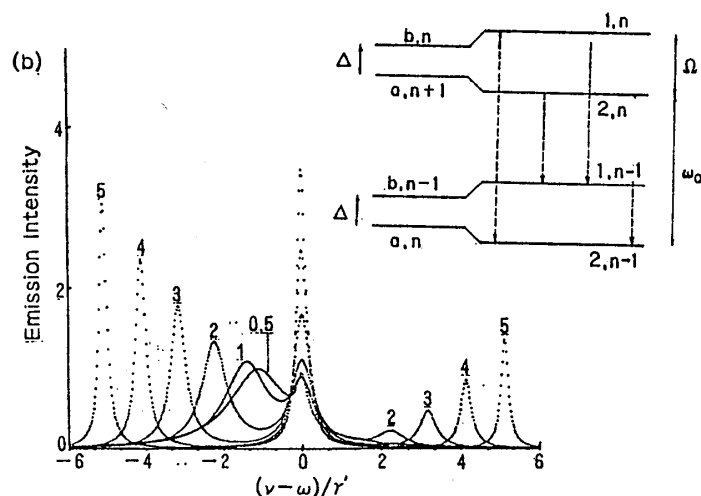 (b)
Emission Intensity
4
2
0
5
4
3
2
1
0.5
2
3
4
5
−6
−4
−2
0
2
4
6
(ν−ω)/γ'
b,n
1,n
Δ
a,n+1
2,n
Ω
b,n−1
1,n−1
ω₀
Δ
a,n
2,n−1